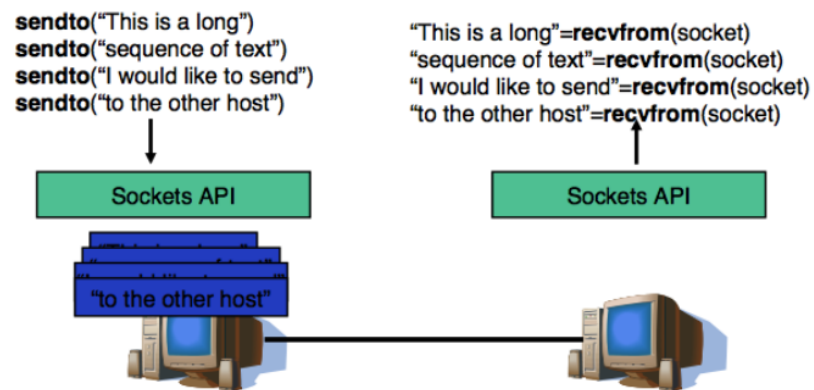 sendto(“This is a long”)
sendto(“sequence of text”)
sendto(“I would like to send”)
sendto(“to the other host”)
“This is a long”=recvfrom(socket)
“sequence of text”=recvfrom(socket)
“I would like to send”=recvfrom(socket)
“to the other host”=recvfrom(socket)
Sockets API
Sockets API
“to the other host”